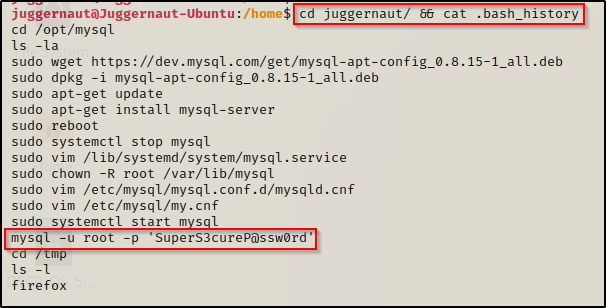 juggernaut@Juggernaut-Ubuntu:/home$ cd juggernaut/ && cat .bash_history
cd /opt/mysql
ls -la
sudo wget https://dev.mysql.com/get/mysql-apt-config_0.8.15-1_all.deb
sudo dpkg -i mysql-apt-config_0.8.15-1_all.deb
sudo apt-get update
sudo apt-get install mysql-server
sudo reboot
sudo systemctl stop mysql
sudo vim /lib/systemd/system/mysql.service
sudo chown -R root /var/lib/mysql
sudo vim /etc/mysql/mysql.conf.d/mysqld.cnf
sudo vim /etc/mysql/my.cnf
sudo systemctl start mysql
mysql -u root -p 'SuperS3cureP@ssw0rd'
cd /tmp
ls -l
firefox